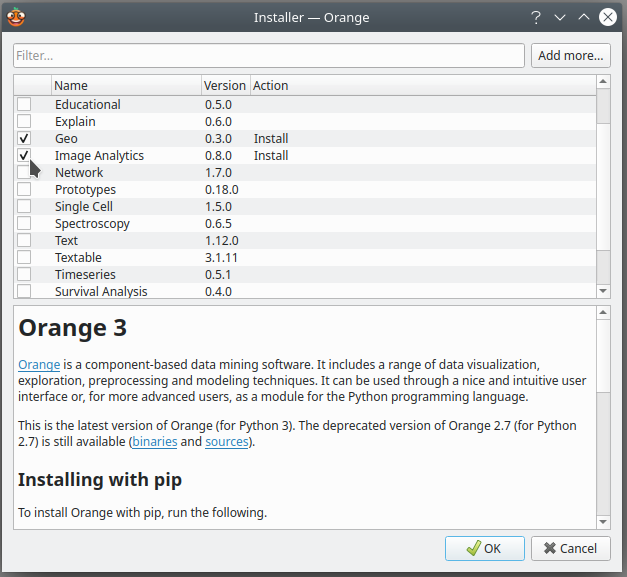 Installer — Orange
Filter...
Add more...
Name Version Action
Educational 0.5.0
Explain 0.6.0
Geo 0.3.0 Install
Image Analytics 0.8.0 Install
Network 1.7.0
Prototypes 0.18.0
Single Cell 1.5.0
Spectroscopy 0.6.5
Text 1.12.0
Textable 3.1.11
Timeseries 0.5.1
Survival Analysis 0.4.0
Orange 3
Orange is a component-based data mining software. It includes a range of data visualization,
exploration, preprocessing and modeling techniques. It can be used through a nice and intuitive user
interface or, for more advanced users, as a module for the Python programming language.
This is the latest version of Orange (for Python 3). The deprecated version of Orange 2.7 (for Python
2.7) is still available (binaries and sources).
Installing with pip
To install Orange with pip, run the following.
OK Cancel